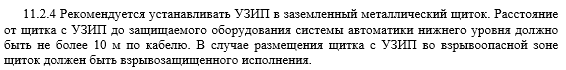 11.2.4 Рекомендуется устанавливать УЗИП в заземленный металлический щиток. Расстояние
от щитка с УЗИП до защищаемого оборудования системы автоматики нижнего уровня должно
быть не более 10 м по кабелю. В случае размещения щитка с УЗИП во взрывоопасной зоне
щиток должен быть взрывозащищенного исполнения.